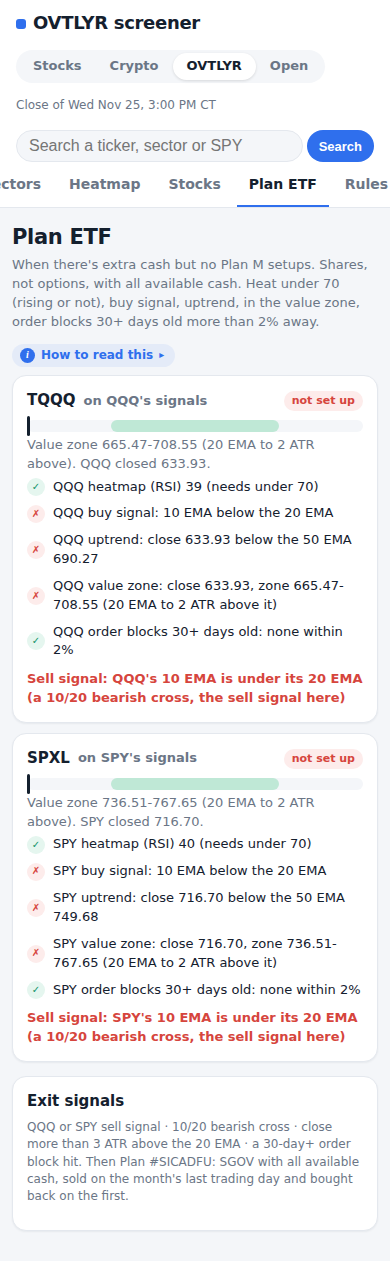 OVTLYR screener
Stocks Crypto OVTLYR Open
Close of Wed Nov 25, 3:00 PM CT
Search a ticker, sector or SPY Search
ectors Heatmap Stocks Plan ETF Rules
Plan ETF
When there's extra cash but no Plan M setups. Shares,
not options, with all available cash. Heat under 70
(rising or not), buy signal, uptrend, in the value zone,
order blocks 30+ days old more than 2% away.
i How to read this ▸
TQQQ on QQQ's signals not set up
Value zone 665.47-708.55 (20 EMA to 2 ATR
above). QQQ closed 633.93.
✓ QQQ heatmap (RSI) 39 (needs under 70)
✗ QQQ buy signal: 10 EMA below the 20 EMA
✗ QQQ uptrend: close 633.93 below the 50 EMA
690.27
✗ QQQ value zone: close 633.93, zone 665.47-
708.55 (20 EMA to 2 ATR above it)
✓ QQQ order blocks 30+ days old: none within
2%
Sell signal: QQQ's 10 EMA is under its 20 EMA
(a 10/20 bearish cross, the sell signal here)
SPXL on SPY's signals not set up
Value zone 736.51-767.65 (20 EMA to 2 ATR
above). SPY closed 716.70.
✓ SPY heatmap (RSI) 40 (needs under 70)
✗ SPY buy signal: 10 EMA below the 20 EMA
✗ SPY uptrend: close 716.70 below the 50 EMA
749.68
✗ SPY value zone: close 716.70, zone 736.51-
767.65 (20 EMA to 2 ATR above it)
✓ SPY order blocks 30+ days old: none within 2%
Sell signal: SPY's 10 EMA is under its 20 EMA
(a 10/20 bearish cross, the sell signal here)
Exit signals
QQQ or SPY sell signal · 10/20 bearish cross · close
more than 3 ATR above the 20 EMA · a 30-day+ order
block hit. Then Plan #SICADFU: SGOV with all available
cash, sold on the month's last trading day and bought
back on the first.